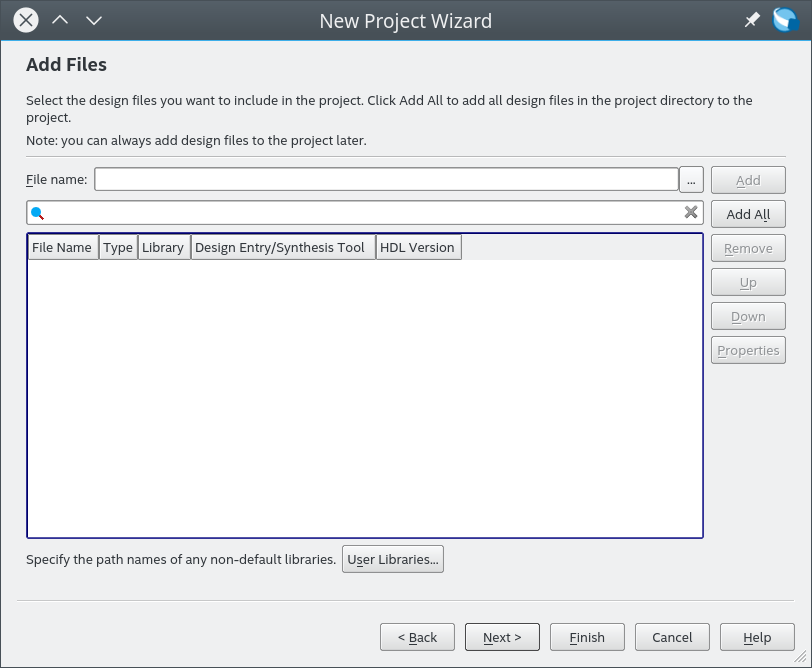 New Project Wizard
Add Files
Select the design files you want to include in the project. Click Add All to add all design files in the project directory to the
project.
Note: you can always add design files to the project later.
File name: ... Add
Add All
File Name Type Library Design Entry/Synthesis Tool HDL Version
Remove
Up
Down
Properties
Specify the path names of any non-default libraries. User Libraries...
< Back Next > Finish Cancel Help